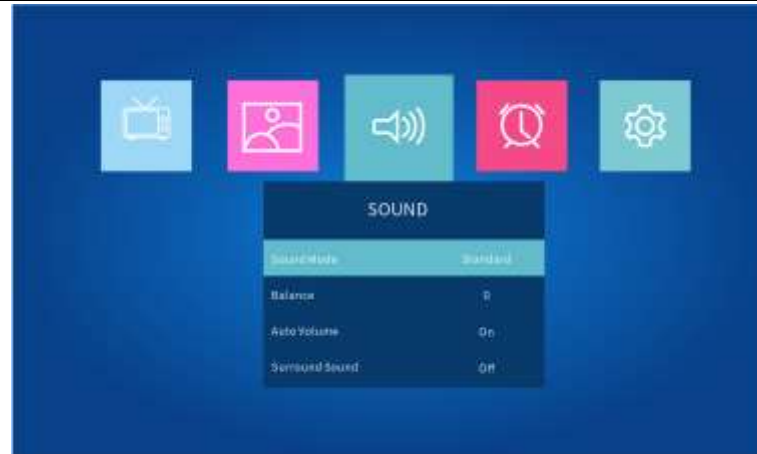 SOUND
Sound Mode Standard
Balance 0
Auto Volume On
Surround Sound Off